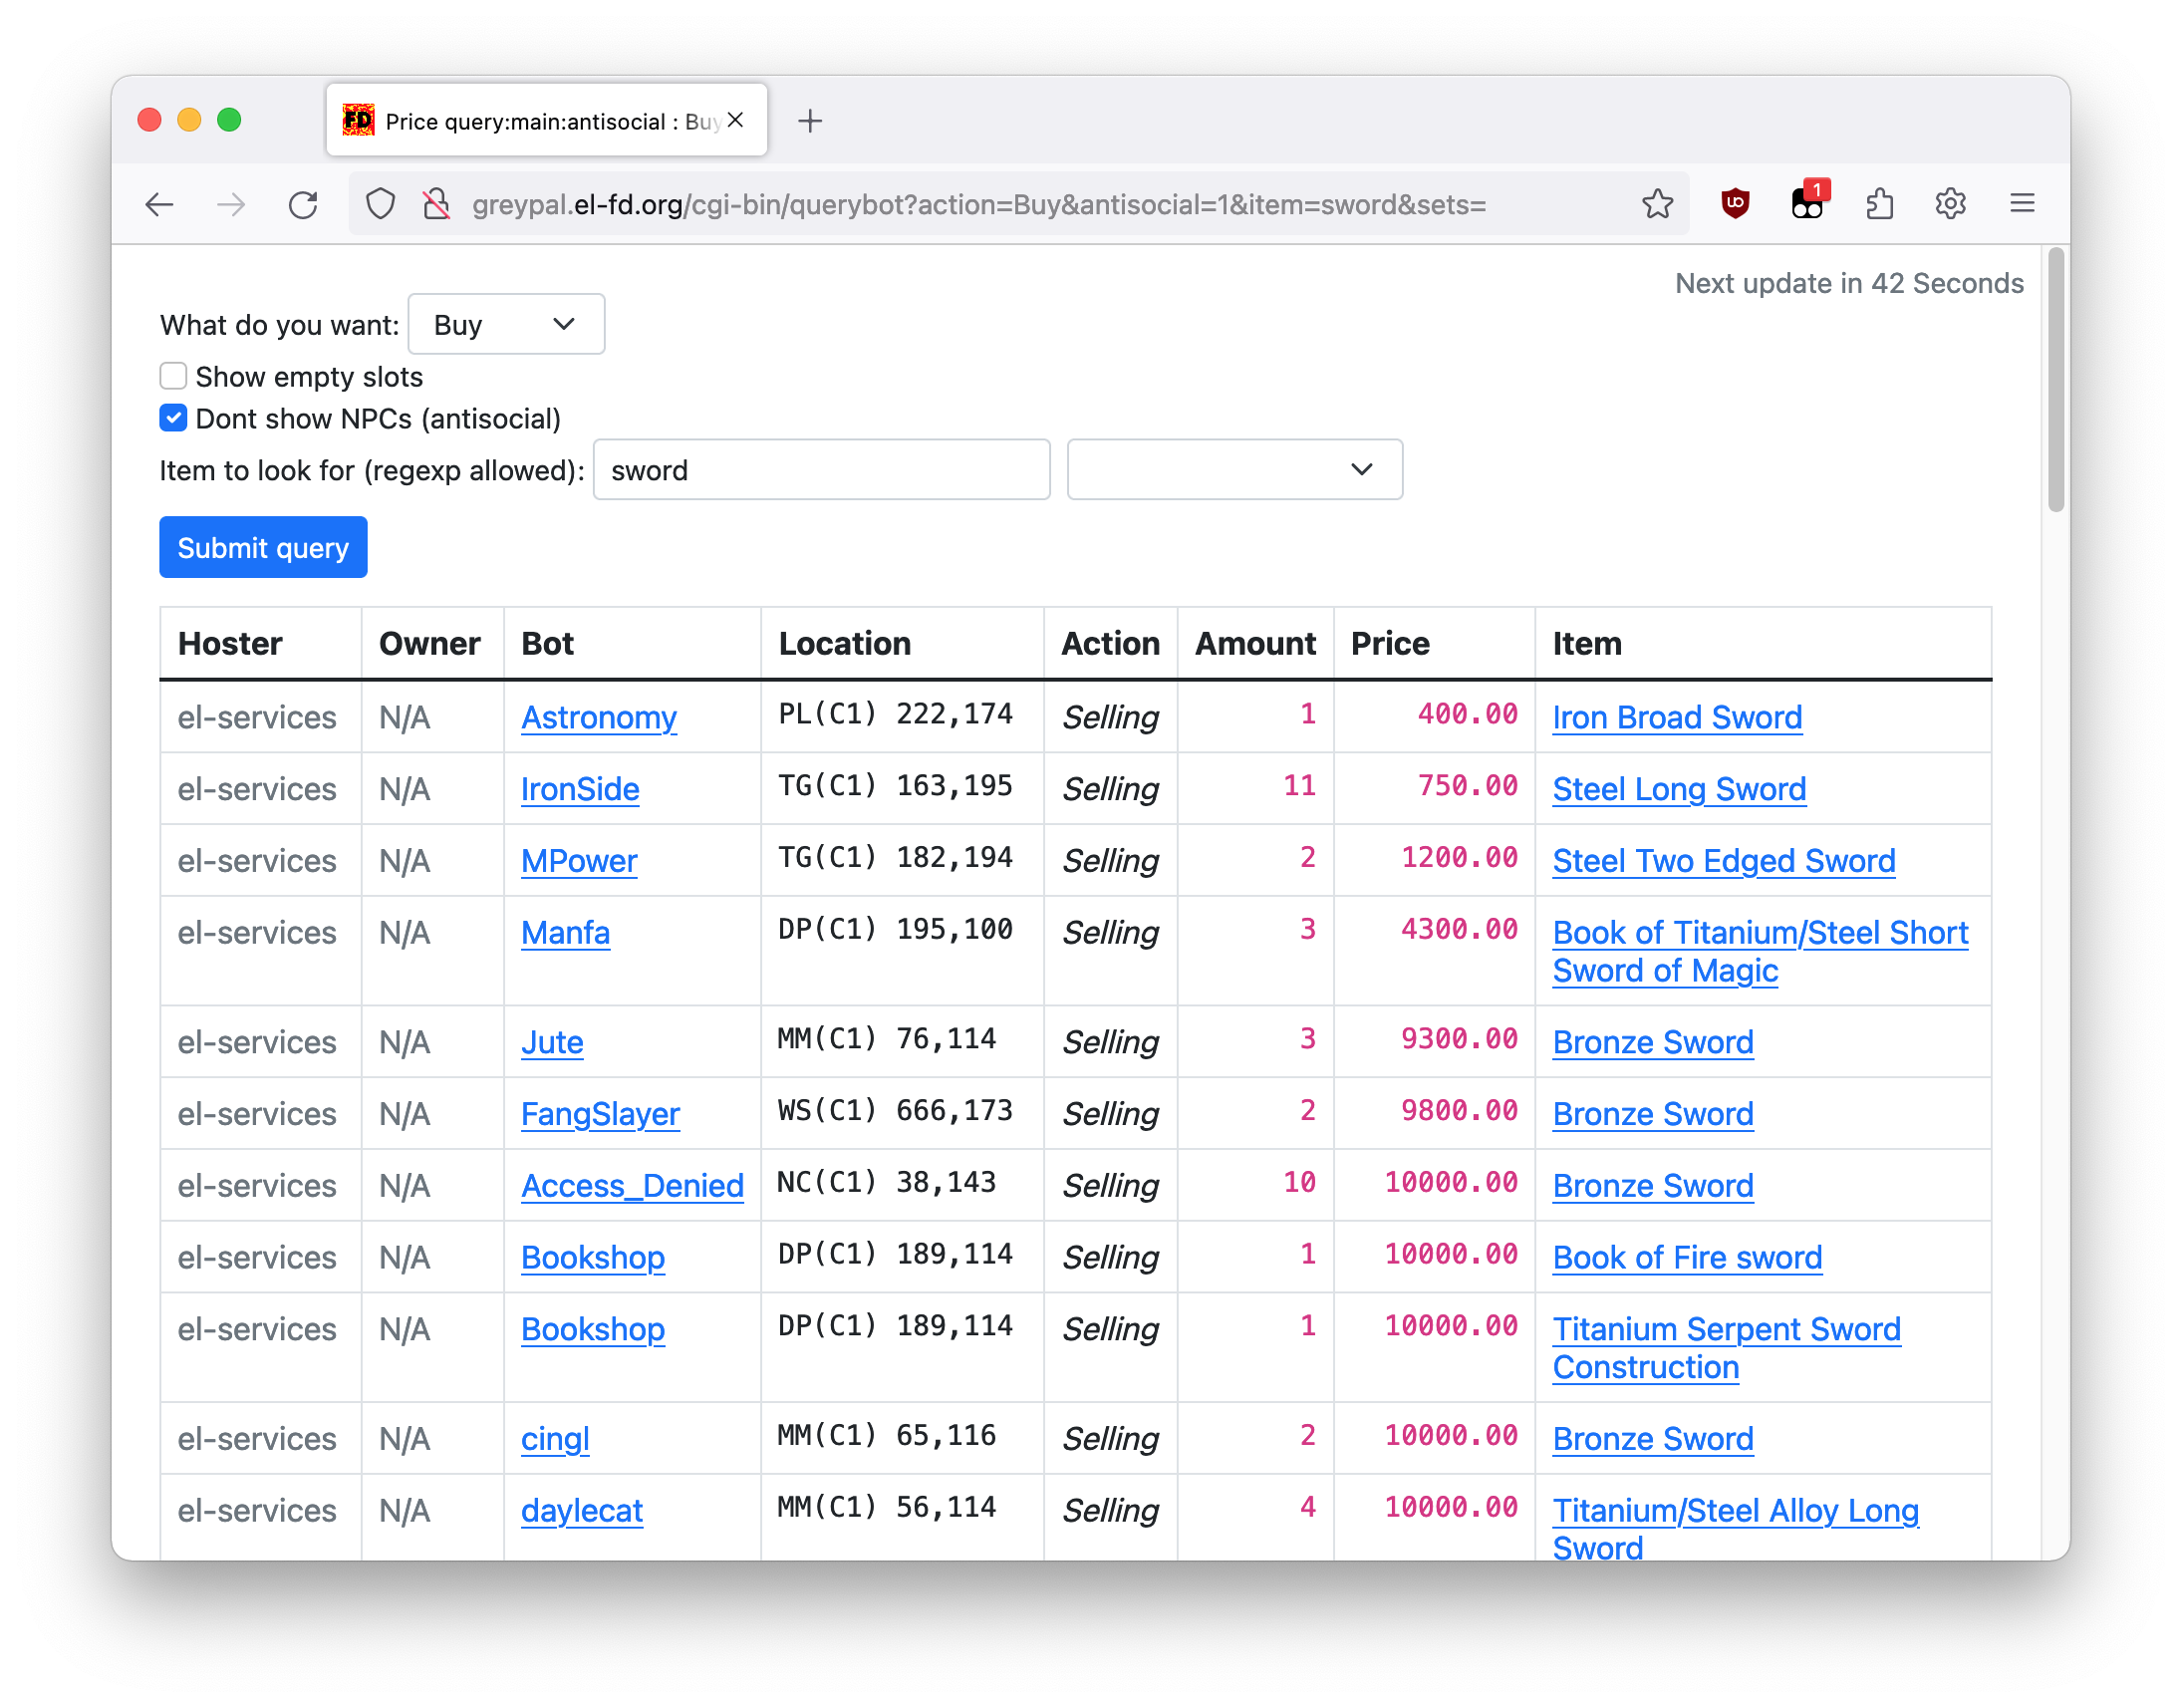 FD Price query:main:antisocial : Buy
1
greypal.el-fd.org/cgi-bin/querybot?action=Buy&antisocial=1&item=sword&sets=
Next update in 42 Seconds
What do you want: Buy
Show empty slots
Dont show NPCs (antisocial)
Item to look for (regexp allowed): sword
Submit query
Hoster Owner Bot Location Action Amount Price Item
el-services N/A Astronomy PL(C1) 222,174 Selling 1 400.00 Iron Broad Sword
el-services N/A IronSide TG(C1) 163,195 Selling 11 750.00 Steel Long Sword
el-services N/A MPower TG(C1) 182,194 Selling 2 1200.00 Steel Two Edged Sword
el-services N/A Manfa DP(C1) 195,100 Selling 3 4300.00 Book of Titanium/Steel Short
Sword of Magic
el-services N/A Jute MM(C1) 76,114 Selling 3 9300.00 Bronze Sword
el-services N/A FangSlayer WS(C1) 666,173 Selling 2 9800.00 Bronze Sword
el-services N/A Access_Denied NC(C1) 38,143 Selling 10 10000.00 Bronze Sword
el-services N/A Bookshop DP(C1) 189,114 Selling 1 10000.00 Book of Fire sword
el-services N/A Bookshop DP(C1) 189,114 Selling 1 10000.00 Titanium Serpent Sword
Construction
el-services N/A cingl MM(C1) 65,116 Selling 2 10000.00 Bronze Sword
el-services N/A daylecat MM(C1) 56,114 Selling 4 10000.00 Titanium/Steel Alloy Long
Sword